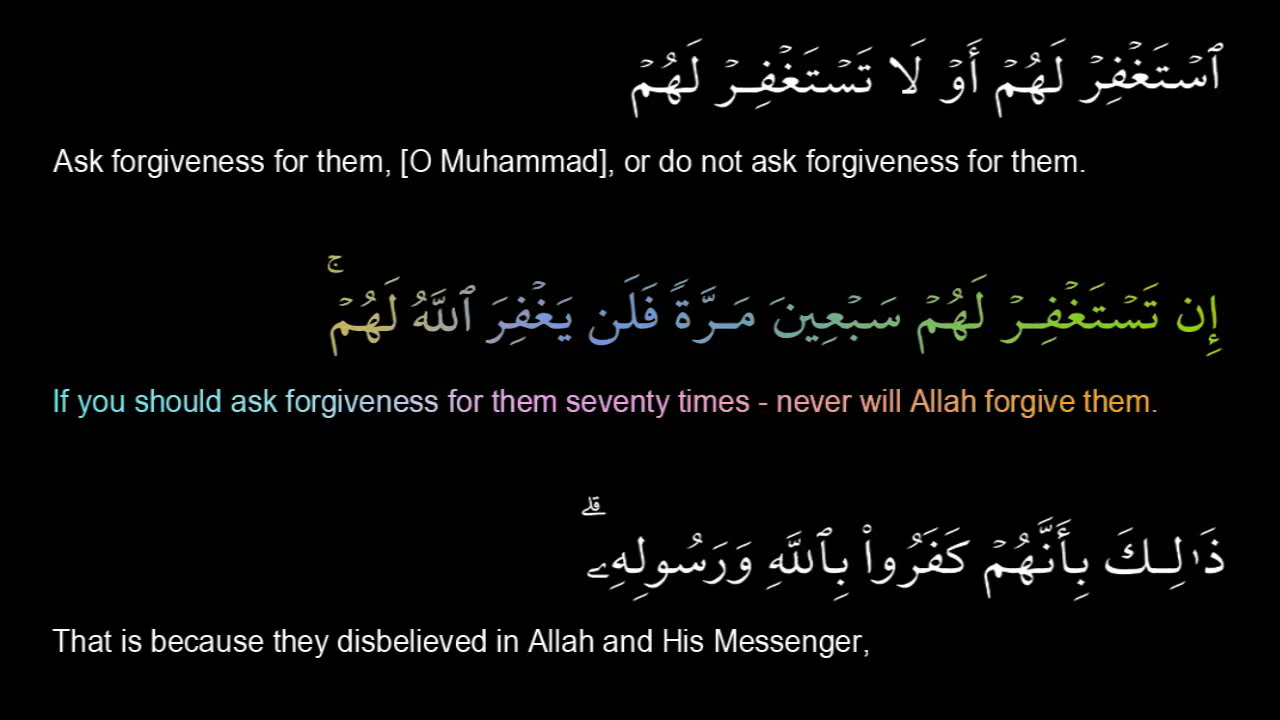 ٱسۡتَغۡفِرۡ لَهُمۡ أَوۡ لَا تَسۡتَغۡفِرۡ لَهُمۡ
Ask forgiveness for them, [O Muhammad], or do not ask forgiveness for them.
إِن تَسۡتَغۡفِرۡ لَهُمۡ سَبۡعِينَ مَرَّةٗ فَلَن يَغۡفِرَ ٱللَّهُ لَهُمۡۚ
If you should ask forgiveness for them seventy times - never will Allah forgive them.
ذَٰلِكَ بِأَنَّهُمۡ كَفَرُواْ بِٱللَّهِ وَرَسُولِهِۦۗ
That is because they disbelieved in Allah and His Messenger,